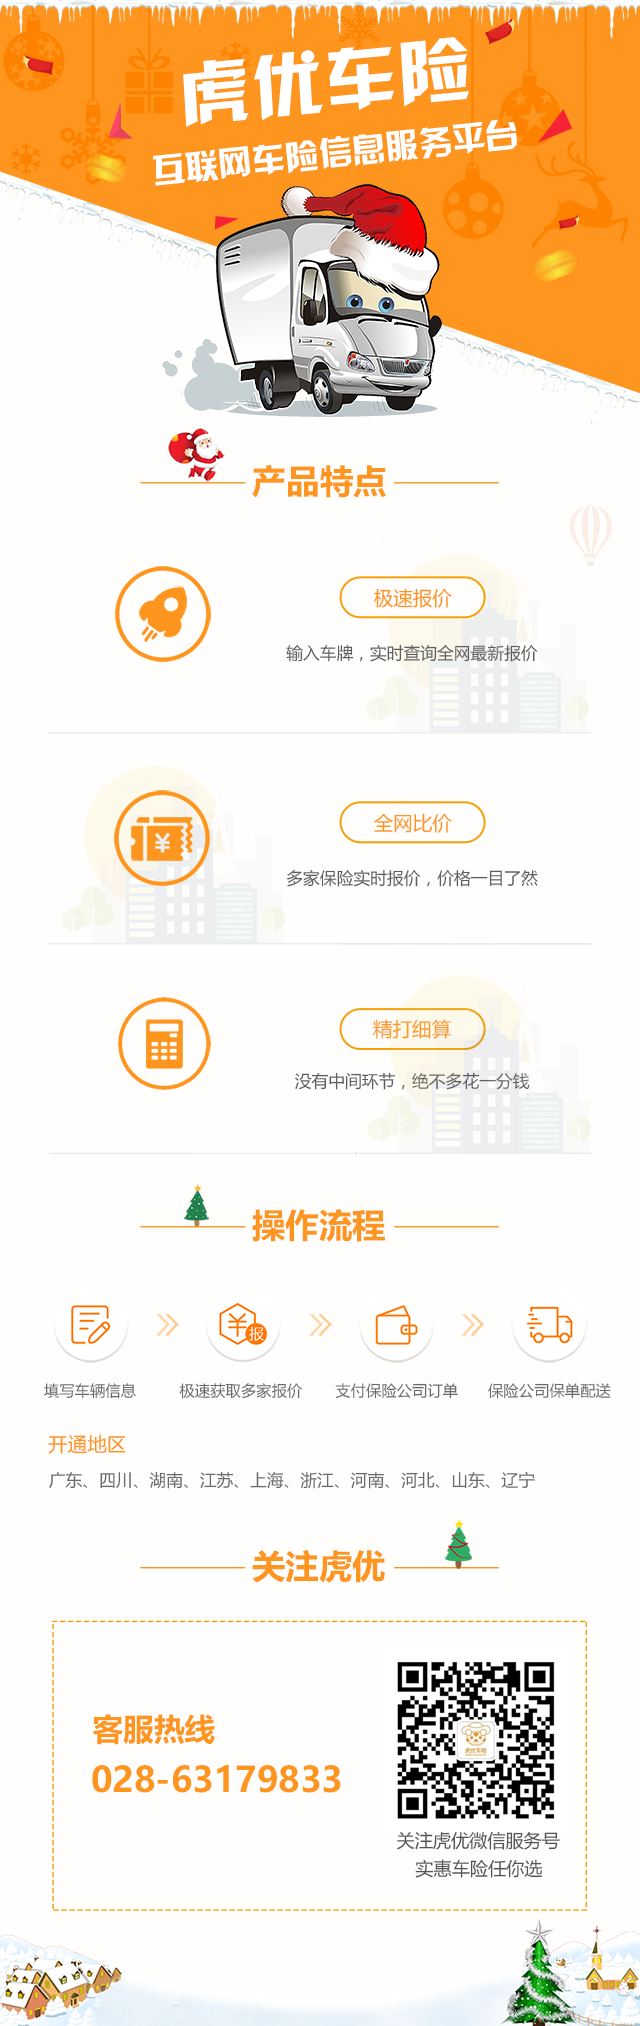 虎优车险
互联网车险信息服务平台
产品特点
极速报价
输入车牌，实时查询全网最新报价
全网比价
多家保险实时报价，价格一目了然
精打细算
没有中间环节，绝不多花一分钱
操作流程
报
填写车辆信息
极速获取多家报价
支付保险公司订单
保险公司保单配送
开通地区
广东、四川、湖南、江苏、上海、浙江、河南、河北、山东、辽宁
关注虎优
客服热线
028-63179833
虎优车险
关注虎优微信服务号
实惠车险任你选